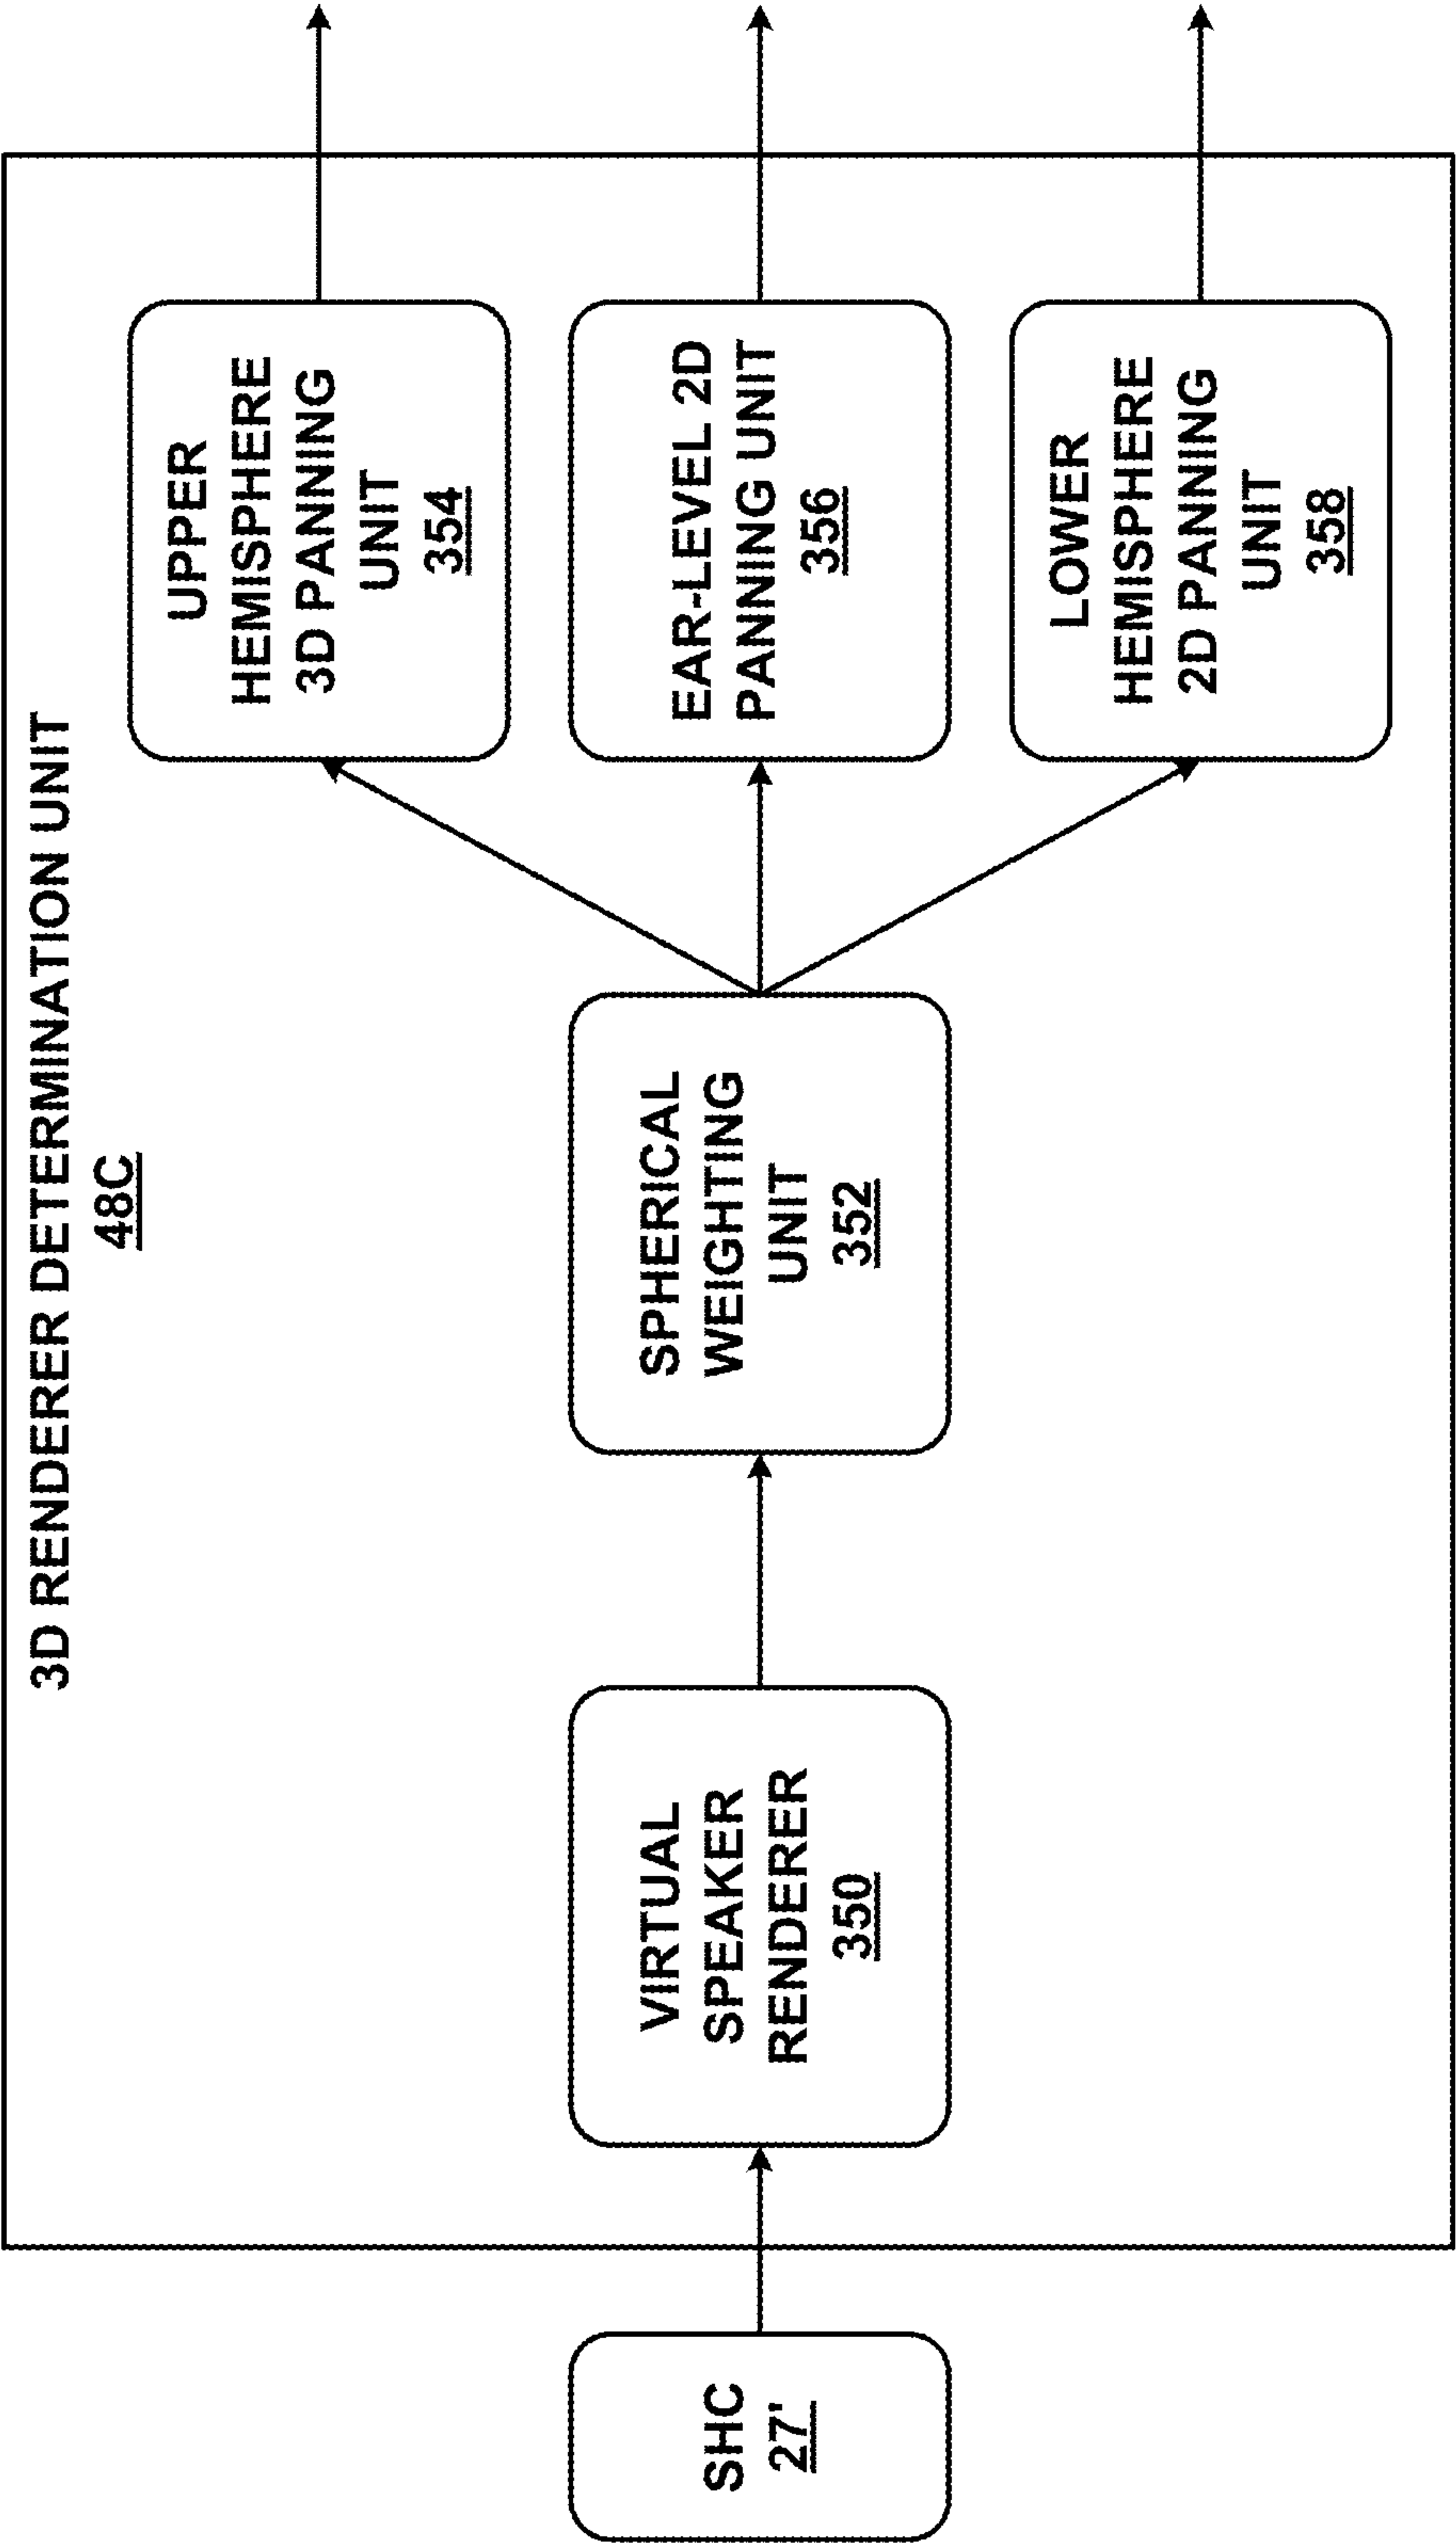 3D RENDERER DETERMINATION UNIT
48C
SHC
27'
VIRTUAL
SPEAKER
RENDERER
350
SPHERICAL
WEIGHTING
UNIT
352
UPPER
HEMISPHERE
3D PANNING
UNIT
354
EAR-LEVEL 2D
PANNING UNIT
356
LOWER
HEMISPHERE
2D PANNING
UNIT
358